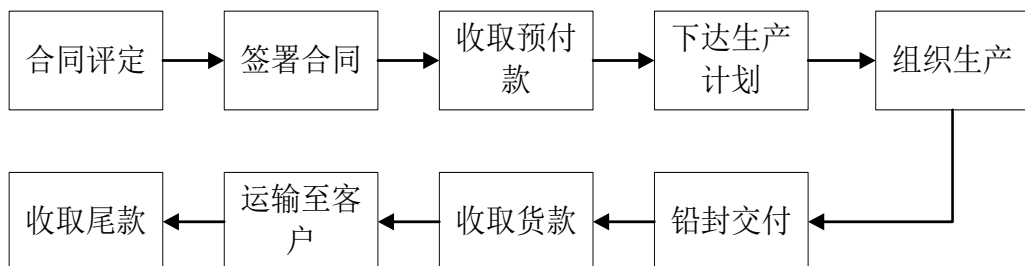 合同评定
签署合同
收取预付
款
下达生产
计划
组织生产
铅封交付
收取货款
运输至客
户
收取尾款